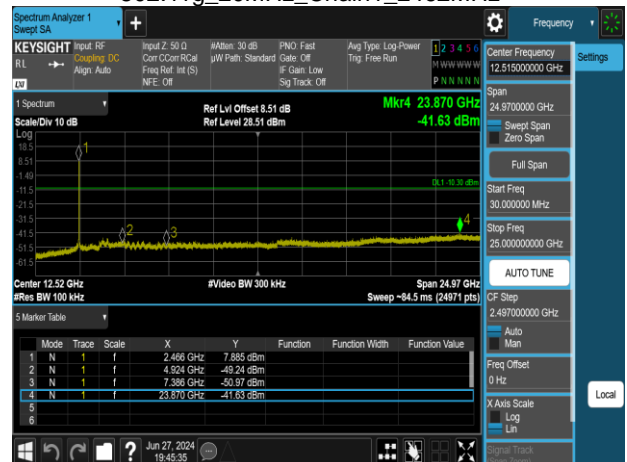 Spectrum Analyzer 1
Swept SA
Frequency
KEYSIGHT
RL
Input: RF
Coupling: DC
Align: Auto
Input Z: 50 Ω
Corr CCorr RCal
Freq Ref: Int (S)
NFE: Off
#Atten: 30 dB
µW Path: Standard
PNO: Fast
Gate: Off
IF Gain: Low
Sig Track: Off
Avg Type: Log-Power
Trig: Free Run
1 2 3 4 5 6
M W W W W W
P N N N N N
LXI
1 Spectrum
Scale/Div 10 dB
Ref Lvl Offset 8.51 dB
Ref Level 28.51 dBm
Mkr4 23.870 GHz
-41.63 dBm
Log
18.5
8.51
-1.49
-11.5
-21.5
-31.5
-41.5
-51.5
-61.5
1
2
3
4
DL1 -10.30 dBm
Center 12.52 GHz
#Res BW 100 kHz
#Video BW 300 kHz
Span 24.97 GHz
Sweep ~84.5 ms (24971 pts)
5 Marker Table
Mode Trace Scale X Y Function Function Width Function Value
1 N 1 f 2.466 GHz 7.885 dBm
2 N 1 f 4.924 GHz -49.24 dBm
3 N 1 f 7.386 GHz -50.97 dBm
4 N 1 f 23.870 GHz -41.63 dBm
5
6
Jun 27, 2024
19:45:35
?
Center Frequency
12.515000000 GHz
Settings
Span
24.9700000 GHz
Swept Span
Zero Span
Full Span
Start Freq
30.000000 MHz
Stop Freq
25.000000000 GHz
AUTO TUNE
CF Step
2.497000000 GHz
Auto
Man
Freq Offset
0 Hz
X Axis Scale
Log
Lin
Local
Signal Track